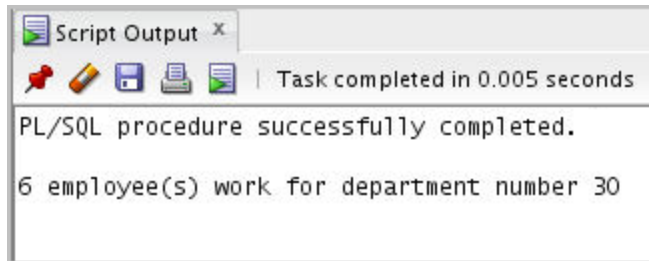 Script Output x
Task completed in 0.005 seconds
PL/SQL procedure successfully completed.
6 employee(s) work for department number 30